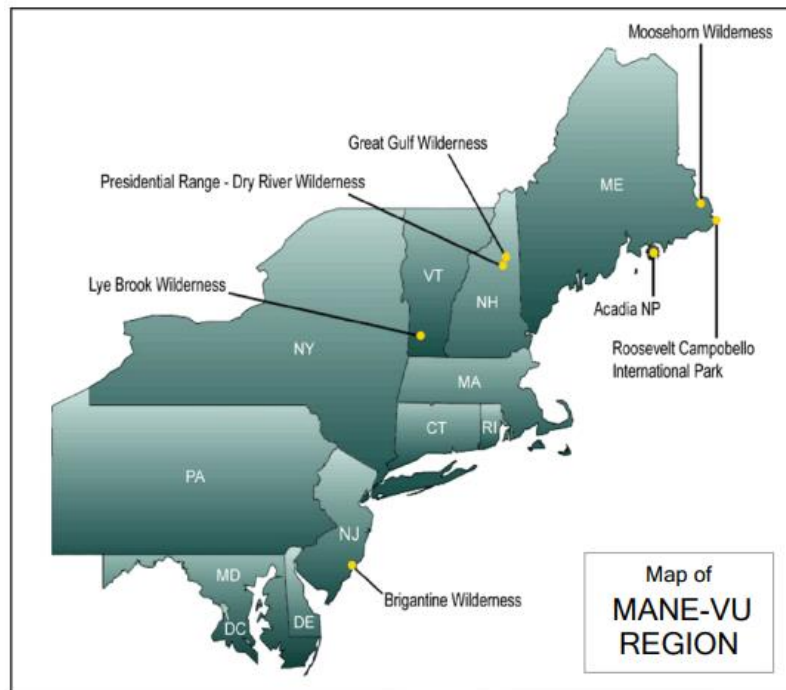 Moosehorn Wilderness
Great Gulf Wilderness
Presidential Range - Dry River Wilderness
ME
Lye Brook Wilderness
VT
NH
Acadia NP
NY
Roosevelt Campobello
International Park
MA
CT
RI
PA
NJ
MD
Brigantine Wilderness
DE
DC
Map of
MANE-VU
REGION